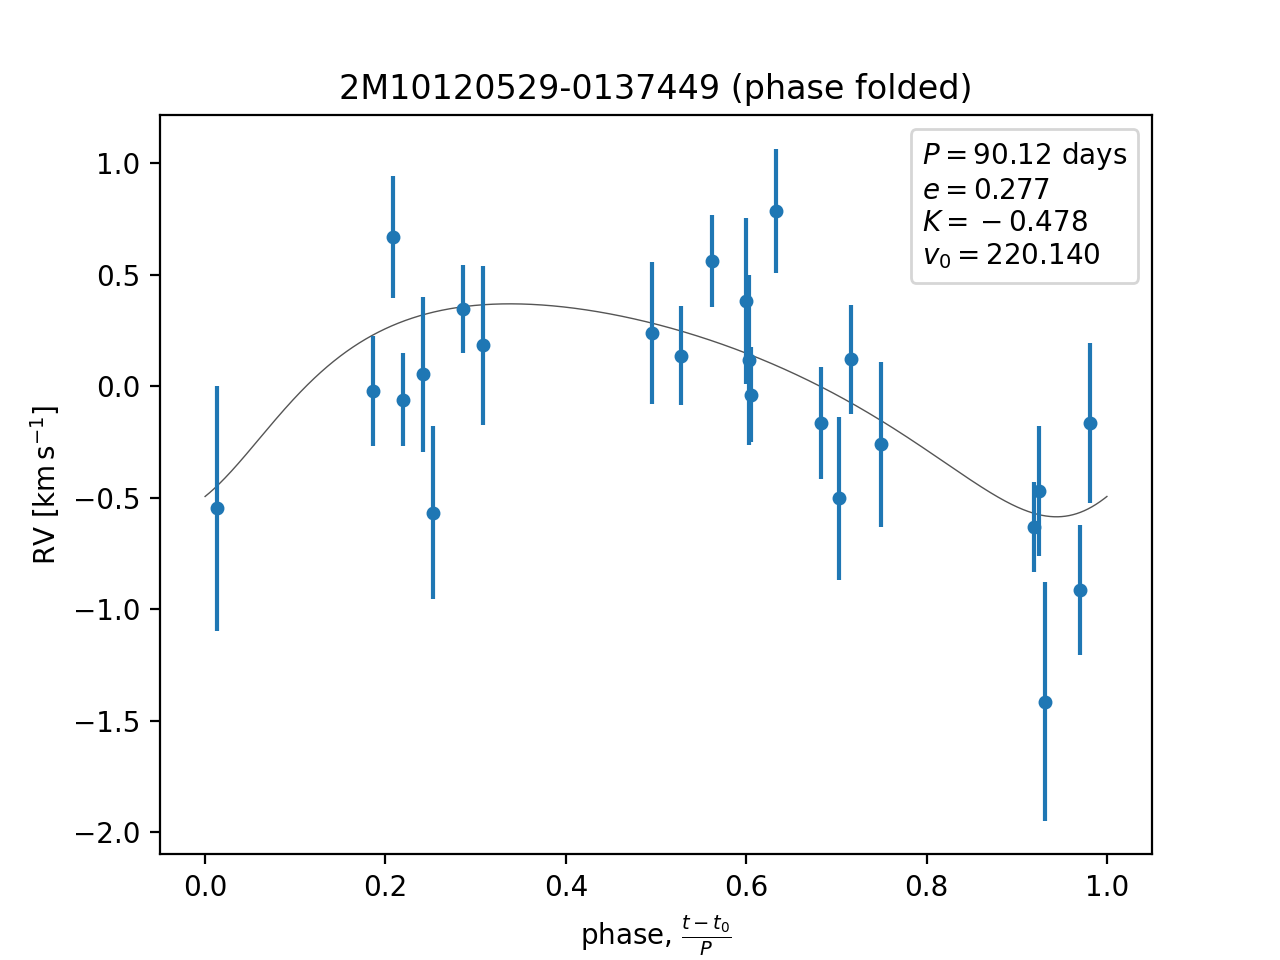 2M10120529-0137449 (phase folded)
P = 90.12 days
e = 0.277
K = −0.478
v₀ = 220.140
1.0
0.5
0.0
−0.5
−1.0
−1.5
−2.0
RV [km s⁻¹]
0.0 0.2 0.4 0.6 0.8 1.0
phase, (t − t₀)/P